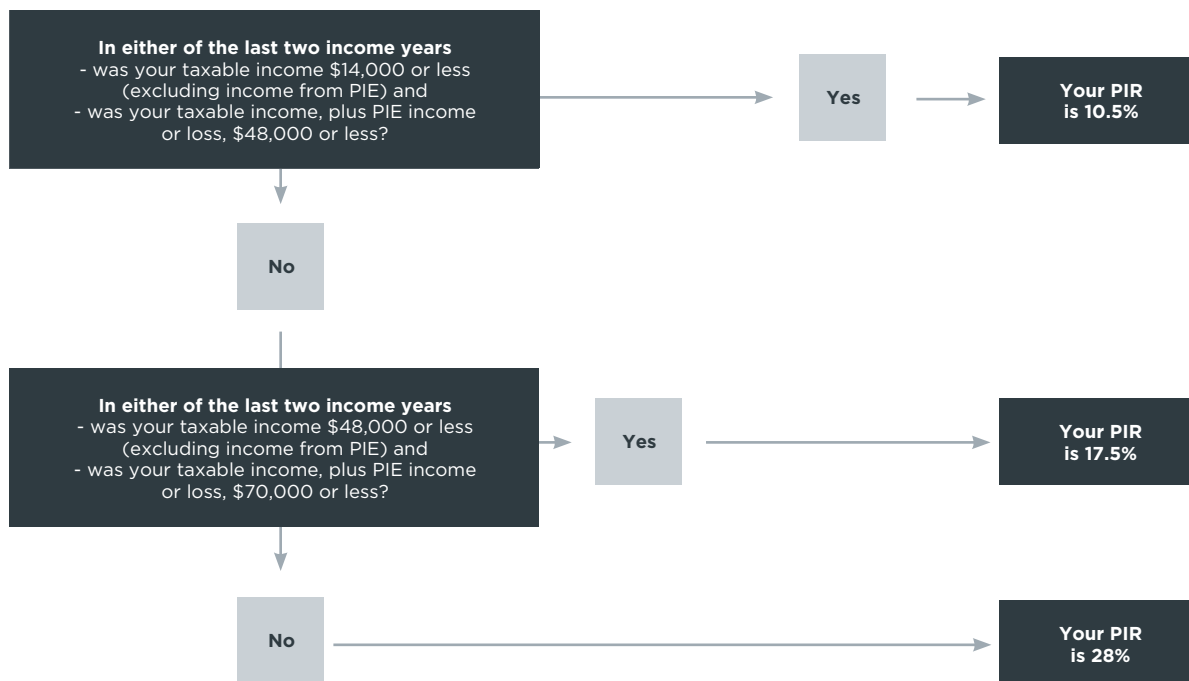 In either of the last two income years
- was your taxable income $14,000 or less
(excluding income from PIE) and
- was your taxable income, plus PIE income
or loss, $48,000 or less?
Yes
Your PIR
is 10.5%
No
In either of the last two income years
- was your taxable income $48,000 or less
(excluding income from PIE) and
- was your taxable income, plus PIE income
or loss, $70,000 or less?
Yes
Your PIR
is 17.5%
No
Your PIR
is 28%